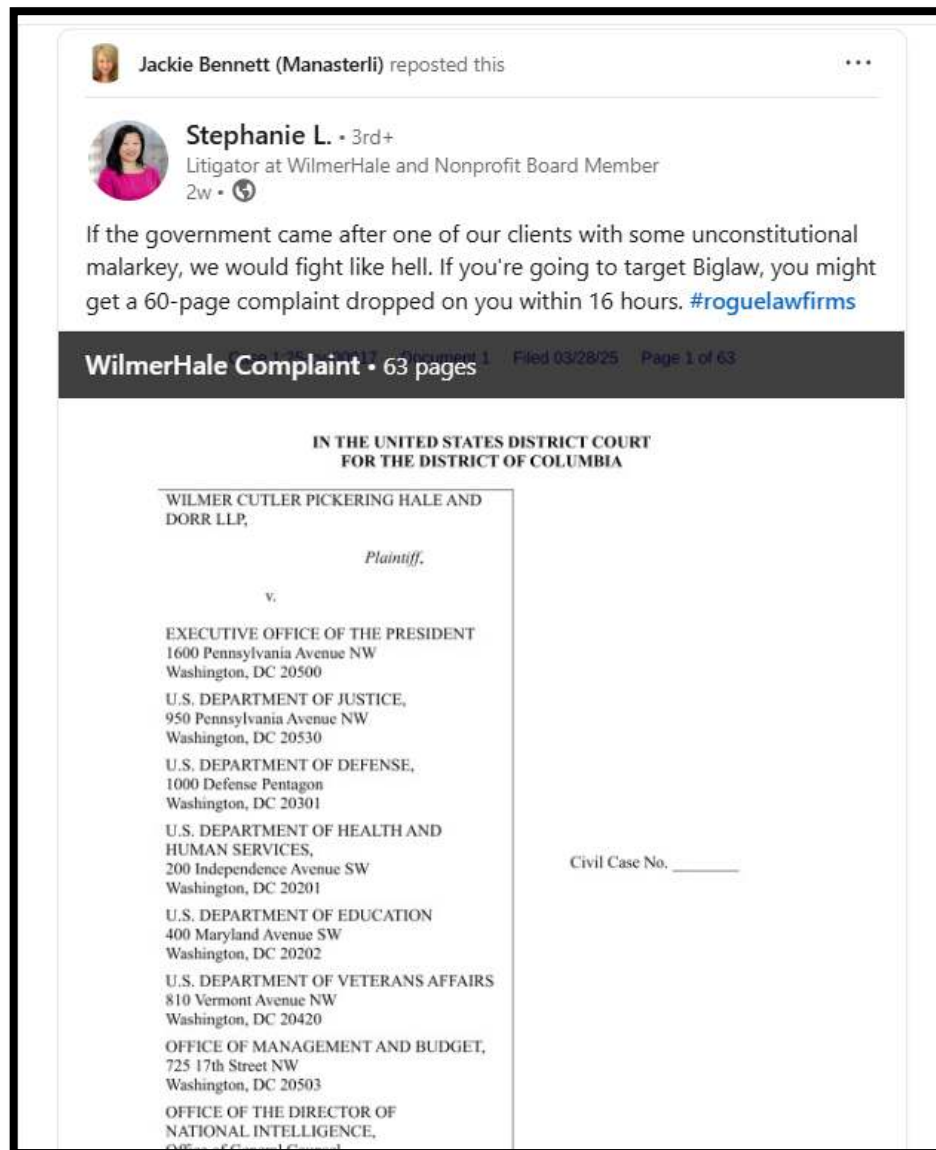 Jackie Bennett (Manasterli) reposted this
Stephanie L. • 3rd+
Litigator at WilmerHale and Nonprofit Board Member
2w •
If the government came after one of our clients with some unconstitutional
malarkey, we would fight like hell. If you're going to target Biglaw, you might
get a 60-page complaint dropped on you within 16 hours. #roguelawfirms
WilmerHale Complaint • 63 pages
Document 1 Filed 03/28/25 Page 1 of 63
IN THE UNITED STATES DISTRICT COURT
FOR THE DISTRICT OF COLUMBIA
WILMER CUTLER PICKERING HALE AND
DORR LLP,
Plaintiff,
v.
EXECUTIVE OFFICE OF THE PRESIDENT
1600 Pennsylvania Avenue NW
Washington, DC 20500
U.S. DEPARTMENT OF JUSTICE,
950 Pennsylvania Avenue NW
Washington, DC 20530
U.S. DEPARTMENT OF DEFENSE,
1000 Defense Pentagon
Washington, DC 20301
U.S. DEPARTMENT OF HEALTH AND
HUMAN SERVICES,
200 Independence Avenue SW
Washington, DC 20201
Civil Case No. ________
U.S. DEPARTMENT OF EDUCATION
400 Maryland Avenue SW
Washington, DC 20202
U.S. DEPARTMENT OF VETERANS AFFAIRS
810 Vermont Avenue NW
Washington, DC 20420
OFFICE OF MANAGEMENT AND BUDGET,
725 17th Street NW
Washington, DC 20503
OFFICE OF THE DIRECTOR OF
NATIONAL INTELLIGENCE,
Office of General Counsel